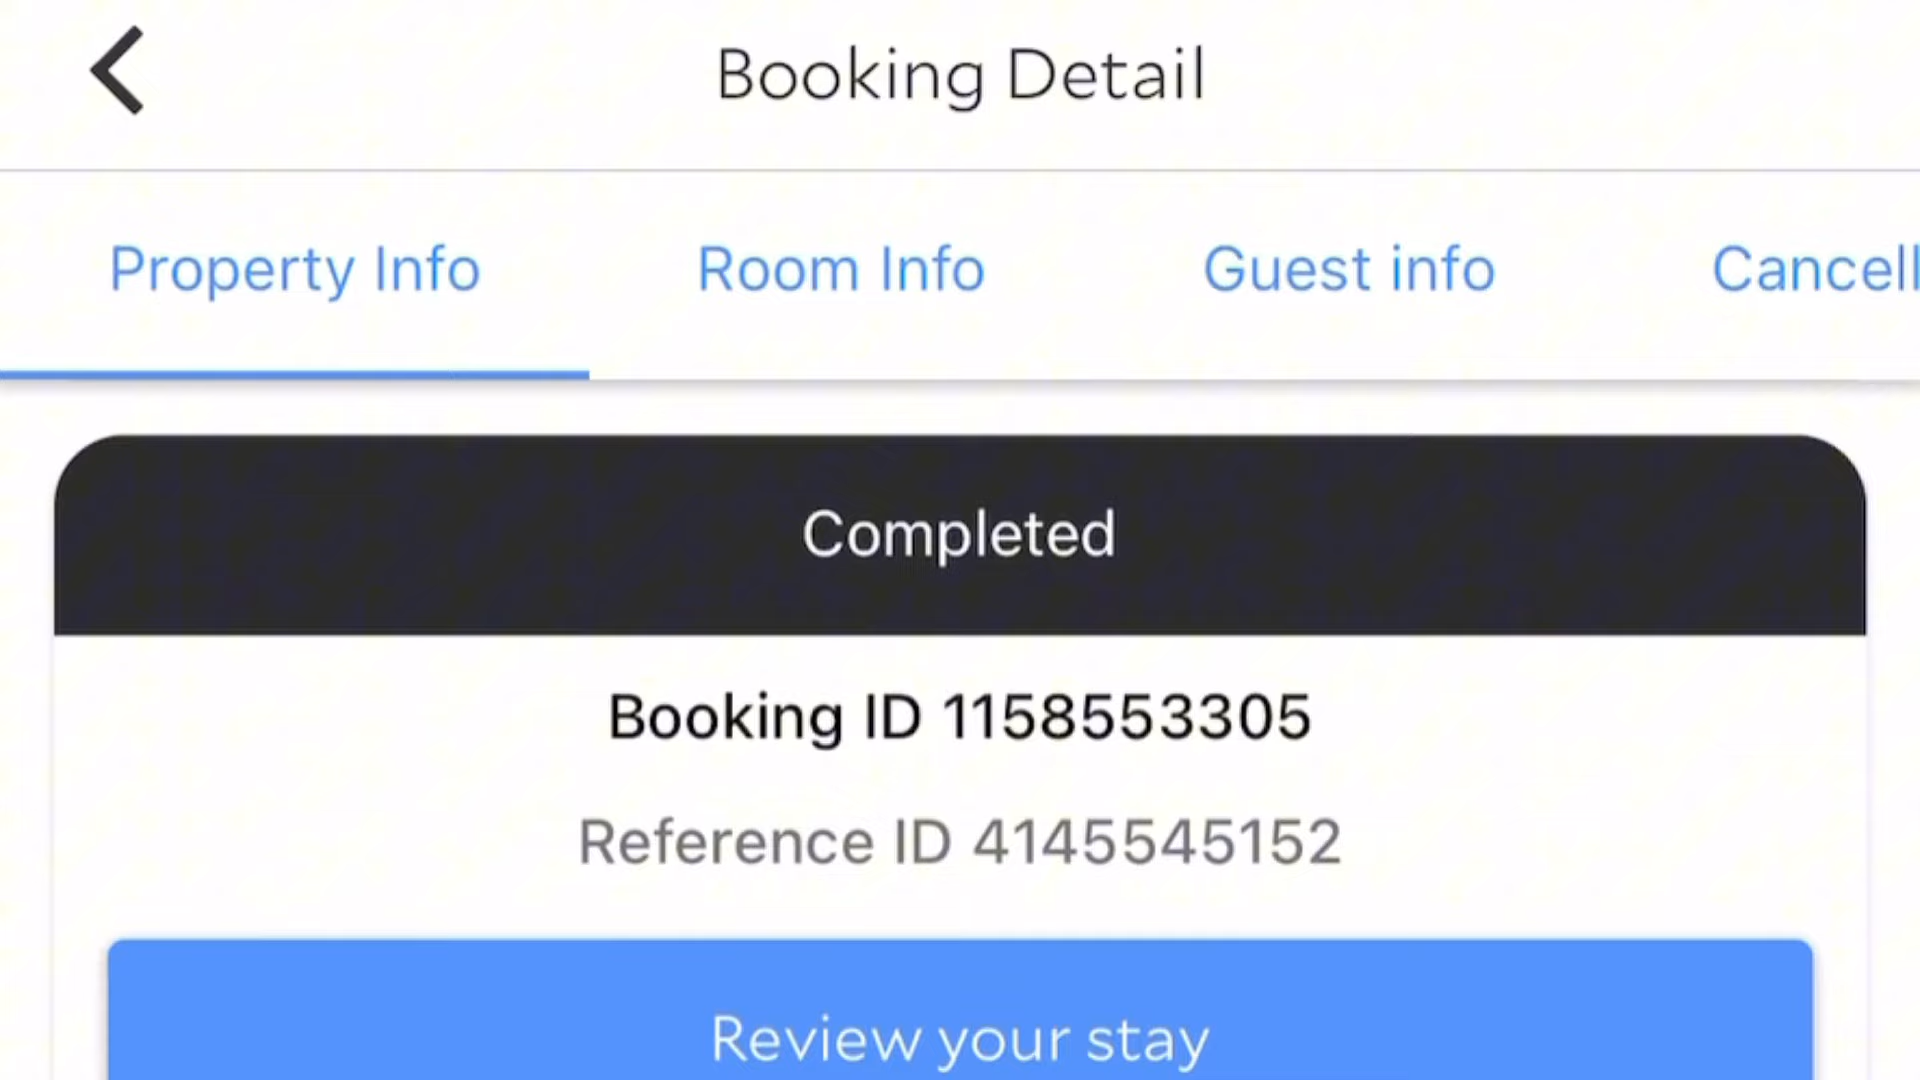 Booking Detail
Property Info Room Info Guest info Cancell
Completed
Booking ID 1158553305
Reference ID 4145545152
Review your stay